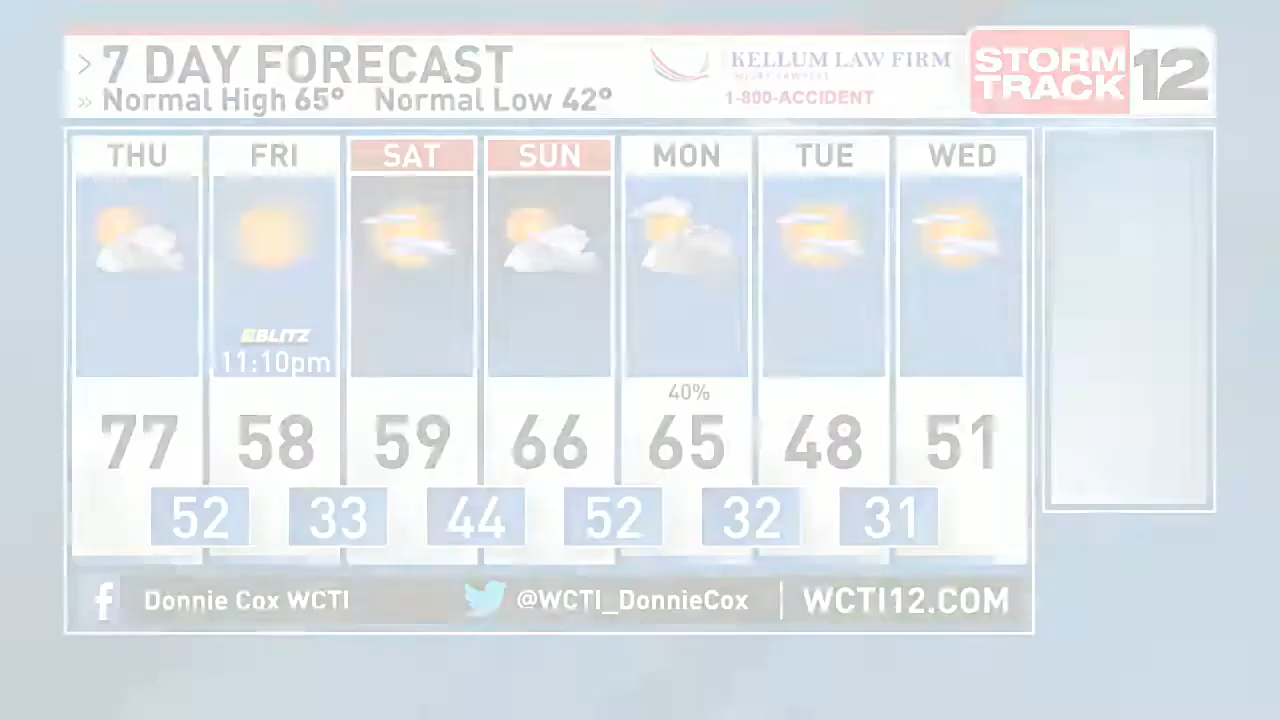 > 7 DAY FORECAST
» Normal High 65° Normal Low 42°
KELLUM LAW FIRM
INJURY LAWYERS
1-800-ACCIDENT
STORM
TRACK 12
THU FRI SAT SUN MON TUE WED
BLITZ
11:10pm
40%
77 58 59 66 65 48 51
52 33 44 52 32 31
f Donnie Cox WCTI @WCTI_DonnieCox WCTI12.COM